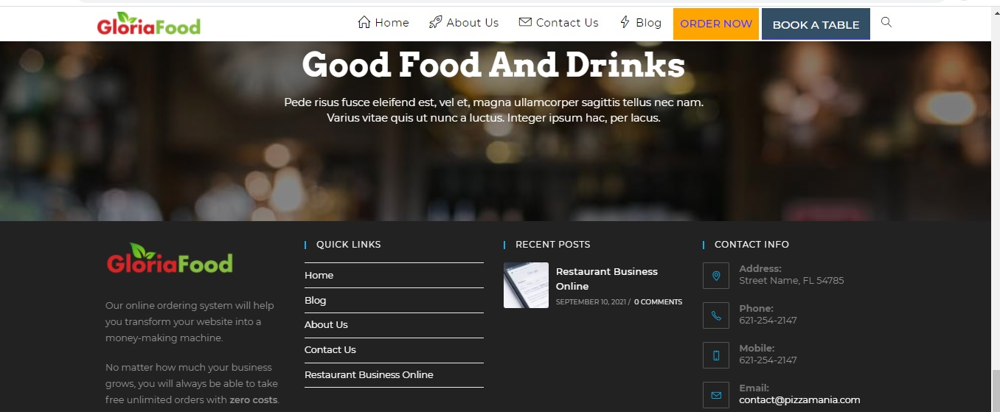 GloriaFood
Home
About Us
Contact Us
Blog
ORDER NOW
BOOK A TABLE
Good Food And Drinks
Pede risus fusce eleifend est, vel et, magna ullamcorper sagittis tellus nec nam.
Varius vitae quis ut nunc a luctus. Integer ipsum hac, per lacus.
GloriaFood
Our online ordering system will help
you transform your website into a
money-making machine.
No matter how much your business
grows, you will always be able to take
free unlimited orders with zero costs.
QUICK LINKS
Home
Blog
About Us
Contact Us
Restaurant Business Online
RECENT POSTS
Restaurant Business
Online
SEPTEMBER 10, 2021 / 0 COMMENTS
CONTACT INFO
Address:
Street Name, FL 54785
Phone:
621-254-2147
Mobile:
621-254-2147
Email:
contact@pizzamania.com